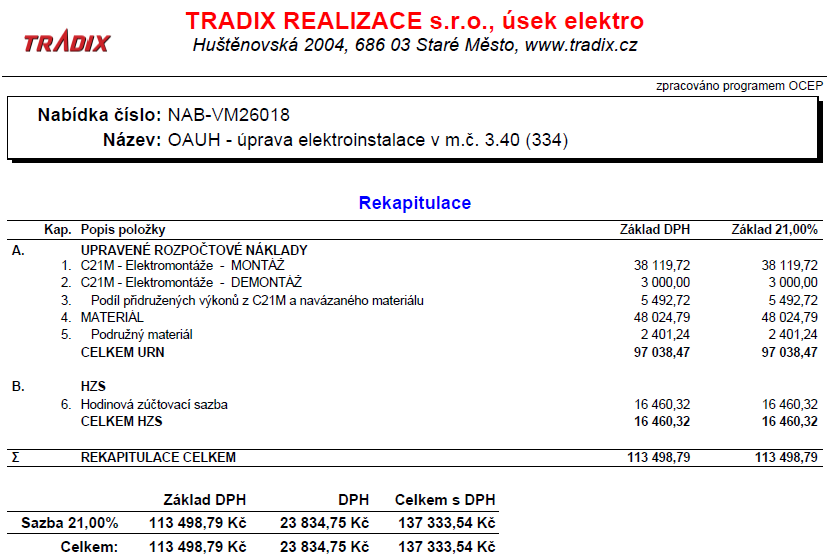 TRADIX
TRADIX REALIZACE s.r.o., úsek elektro
Huštěnovská 2004, 686 03 Staré Město, www.tradix.cz
zpracováno programem OCEP
Nabídka číslo: NAB-VM26018
Název: OAUH - úprava elektroinstalace v m.č. 3.40 (334)
Rekapitulace
Kap. Popis položky Základ DPH Základ 21,00%
A. UPRAVENÉ ROZPOČTOVÉ NÁKLADY
1. C21M - Elektromontáže - MONTÁŽ 38 119,72 38 119,72
2. C21M - Elektromontáže - DEMONTÁŽ 3 000,00 3 000,00
3. Podíl přidružených výkonů z C21M a navázaného materiálu 5 492,72 5 492,72
4. MATERIÁL 48 024,79 48 024,79
5. Podružný materiál 2 401,24 2 401,24
CELKEM URN 97 038,47 97 038,47
B. HZS
6. Hodinová zúčtovací sazba 16 460,32 16 460,32
CELKEM HZS 16 460,32 16 460,32
Σ REKAPITULACE CELKEM 113 498,79 113 498,79
Základ DPH DPH Celkem s DPH
Sazba 21,00% 113 498,79 Kč 23 834,75 Kč 137 333,54 Kč
Celkem: 113 498,79 Kč 23 834,75 Kč 137 333,54 Kč